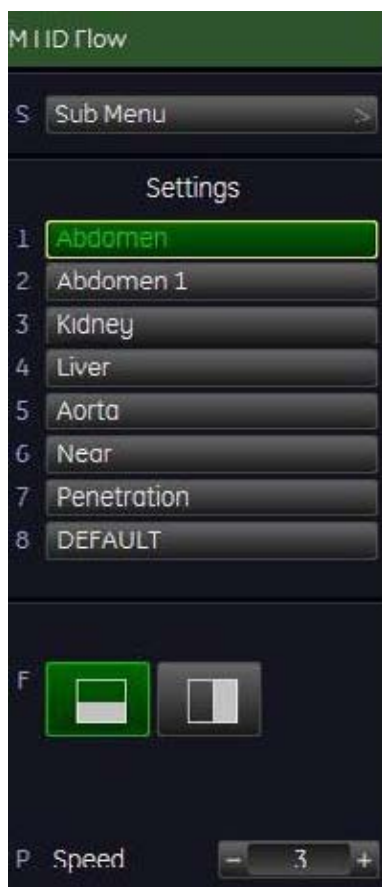 M I ID Flow
S Sub Menu >
Settings
1 Abdomen
2 Abdomen 1
3 Kidney
4 Liver
5 Aorta
6 Near
7 Penetration
8 DEFAULT
F
P Speed - 3 +